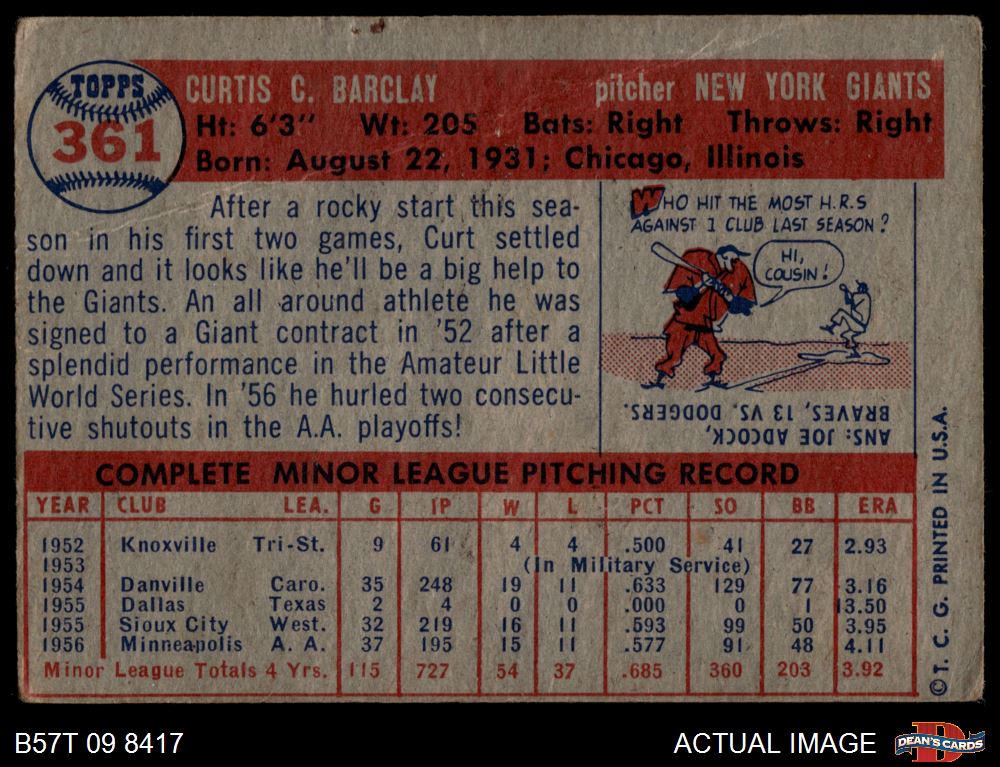 TOPPS
361
CURTIS C. BARCLAY pitcher NEW YORK GIANTS
Ht: 6'3" Wt: 205 Bats: Right Throws: Right
Born: August 22, 1931; Chicago, Illinois
After a rocky start this sea-
son in his first two games, Curt settled
down and it looks like he'll be a big help to
the Giants. An all around athlete he was
signed to a Giant contract in '52 after a
splendid performance in the Amateur Little
World Series. In '56 he hurled two consecu-
tive shutouts in the A.A. playoffs!
WHO HIT THE MOST H.R.S
AGAINST 1 CLUB LAST SEASON?
HI,
COUSIN!
ANS: JOE ADCOCK,
BRAVES, 13 VS. DODGERS.
COMPLETE MINOR LEAGUE PITCHING RECORD
YEAR CLUB LEA. G IP W L PCT SO BB ERA
1952 Knoxville Tri-St. 9 61 4 4 .500 41 27 2.93
1953 (In Military Service)
1954 Danville Caro. 35 248 19 11 .633 129 77 3.16
1955 Dallas Texas 2 4 0 0 .000 0 1 13.50
1955 Sioux City West. 32 219 16 11 .593 99 50 3.95
1956 Minneapolis A. A. 37 195 15 11 .577 91 48 4.11
Minor League Totals 4 Yrs. 115 727 54 37 .685 360 203 3.92
© T. C. G. PRINTED IN U.S.A.
B57T 09 8417
ACTUAL IMAGE
DEAN'S CARDS